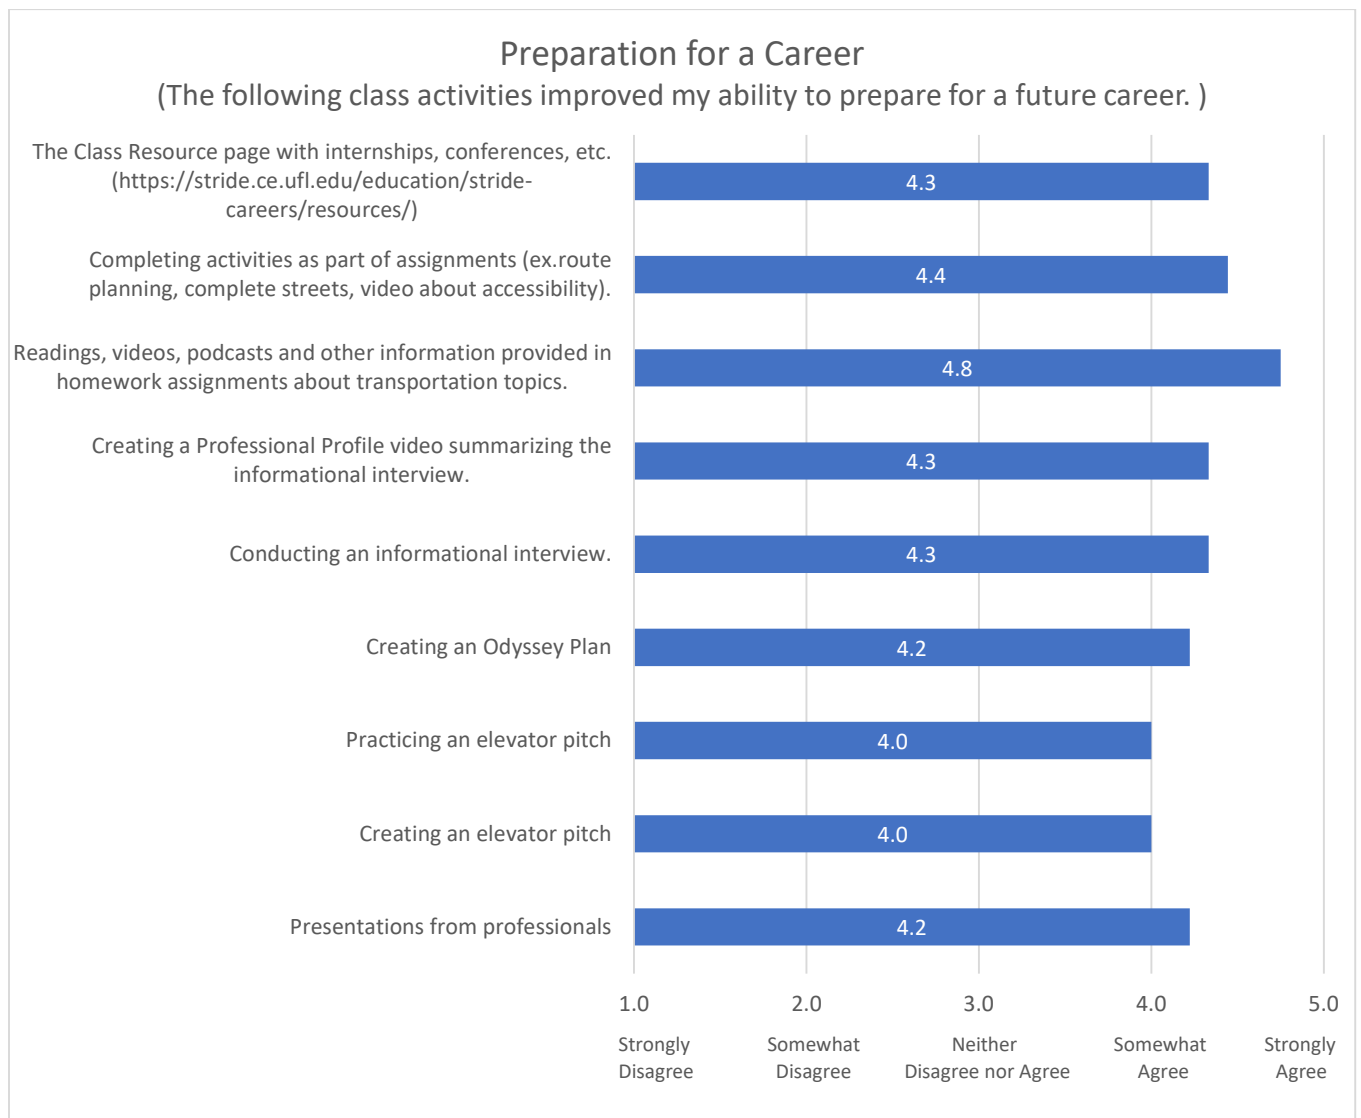 Preparation for a Career
(The following class activities improved my ability to prepare for a future career. )
The Class Resource page with internships, conferences, etc.
(https://stride.ce.ufl.edu/education/stride-
careers/resources/)
4.3
Completing activities as part of assignments (ex.route
planning, complete streets, video about accessibility).
4.4
Readings, videos, podcasts and other information provided in
homework assignments about transportation topics.
4.8
Creating a Professional Profile video summarizing the
informational interview.
4.3
Conducting an informational interview.
4.3
Creating an Odyssey Plan
4.2
Practicing an elevator pitch
4.0
Creating an elevator pitch
4.0
Presentations from professionals
4.2
1.0 2.0 3.0 4.0 5.0
Strongly Somewhat Neither Somewhat Strongly
Disagree Disagree Disagree nor Agree Agree Agree